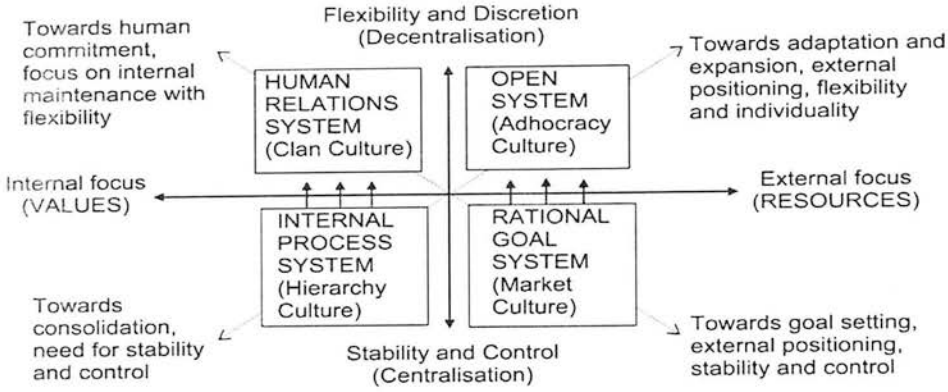 Flexibility and Discretion
(Decentralisation)
Towards human
commitment,
focus on internal
maintenance with
flexibility
HUMAN
RELATIONS
SYSTEM
(Clan Culture)
OPEN
SYSTEM
(Adhocracy
Culture)
Towards adaptation and
expansion, external
positioning, flexibility
and individuality
Internal focus
(VALUES)
External focus
(RESOURCES)
INTERNAL
PROCESS
SYSTEM
(Hierarchy
Culture)
RATIONAL
GOAL
SYSTEM
(Market
Culture)
Towards
consolidation,
need for stability
and control
Stability and Control
(Centralisation)
Towards goal setting,
external positioning,
stability and control